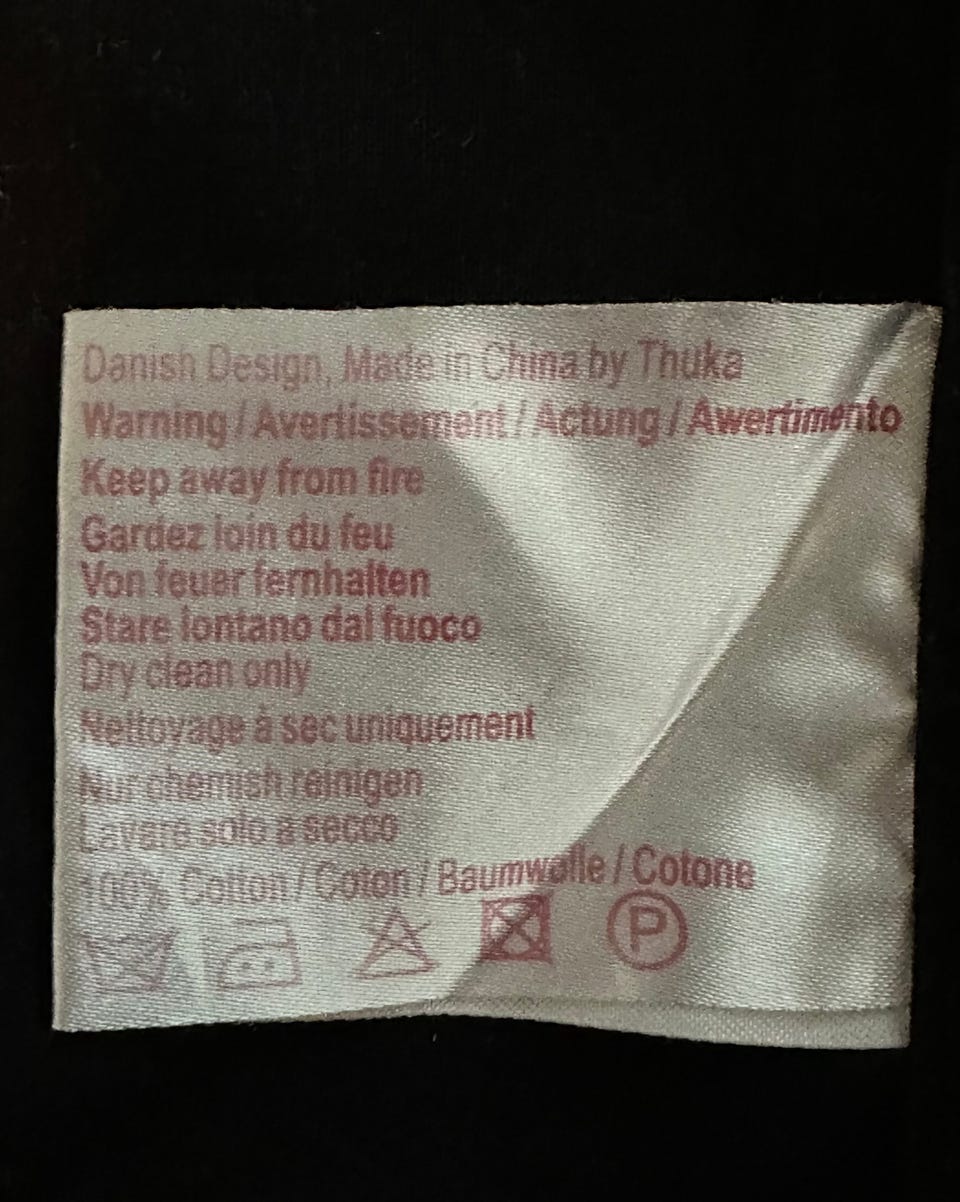 Danish Design, Made in China by Thuka
Warning / Avertissement / Actung / Awertimento
Keep away from fire
Gardez loin du feu
Von feuer fernhalten
Stare lontano dal fuoco
Dry clean only
Nettoyage à sec uniquement
Nur chemish reinigen
Lavare solo a secco
100% Cotton / Coton / Baumwolle / Cotone
P